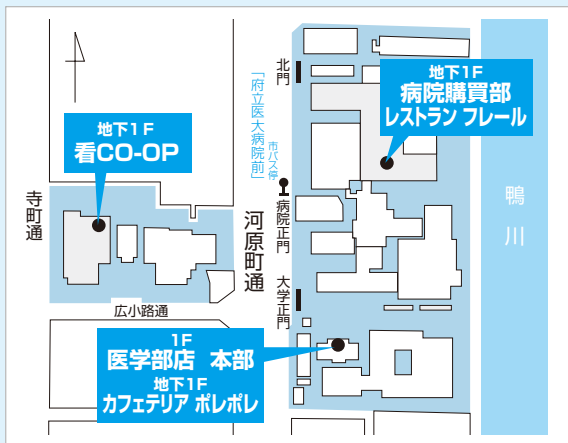 北門
地下1F
病院購買部
レストラン フレール
「府立医大病院前」
市バス停
地下1F
看CO-OP
寺町通
河原町通
病院正門
鴨川
大学正門
広小路通
1F
医学部店 本部
地下1F
カフェテリア ポレポレ